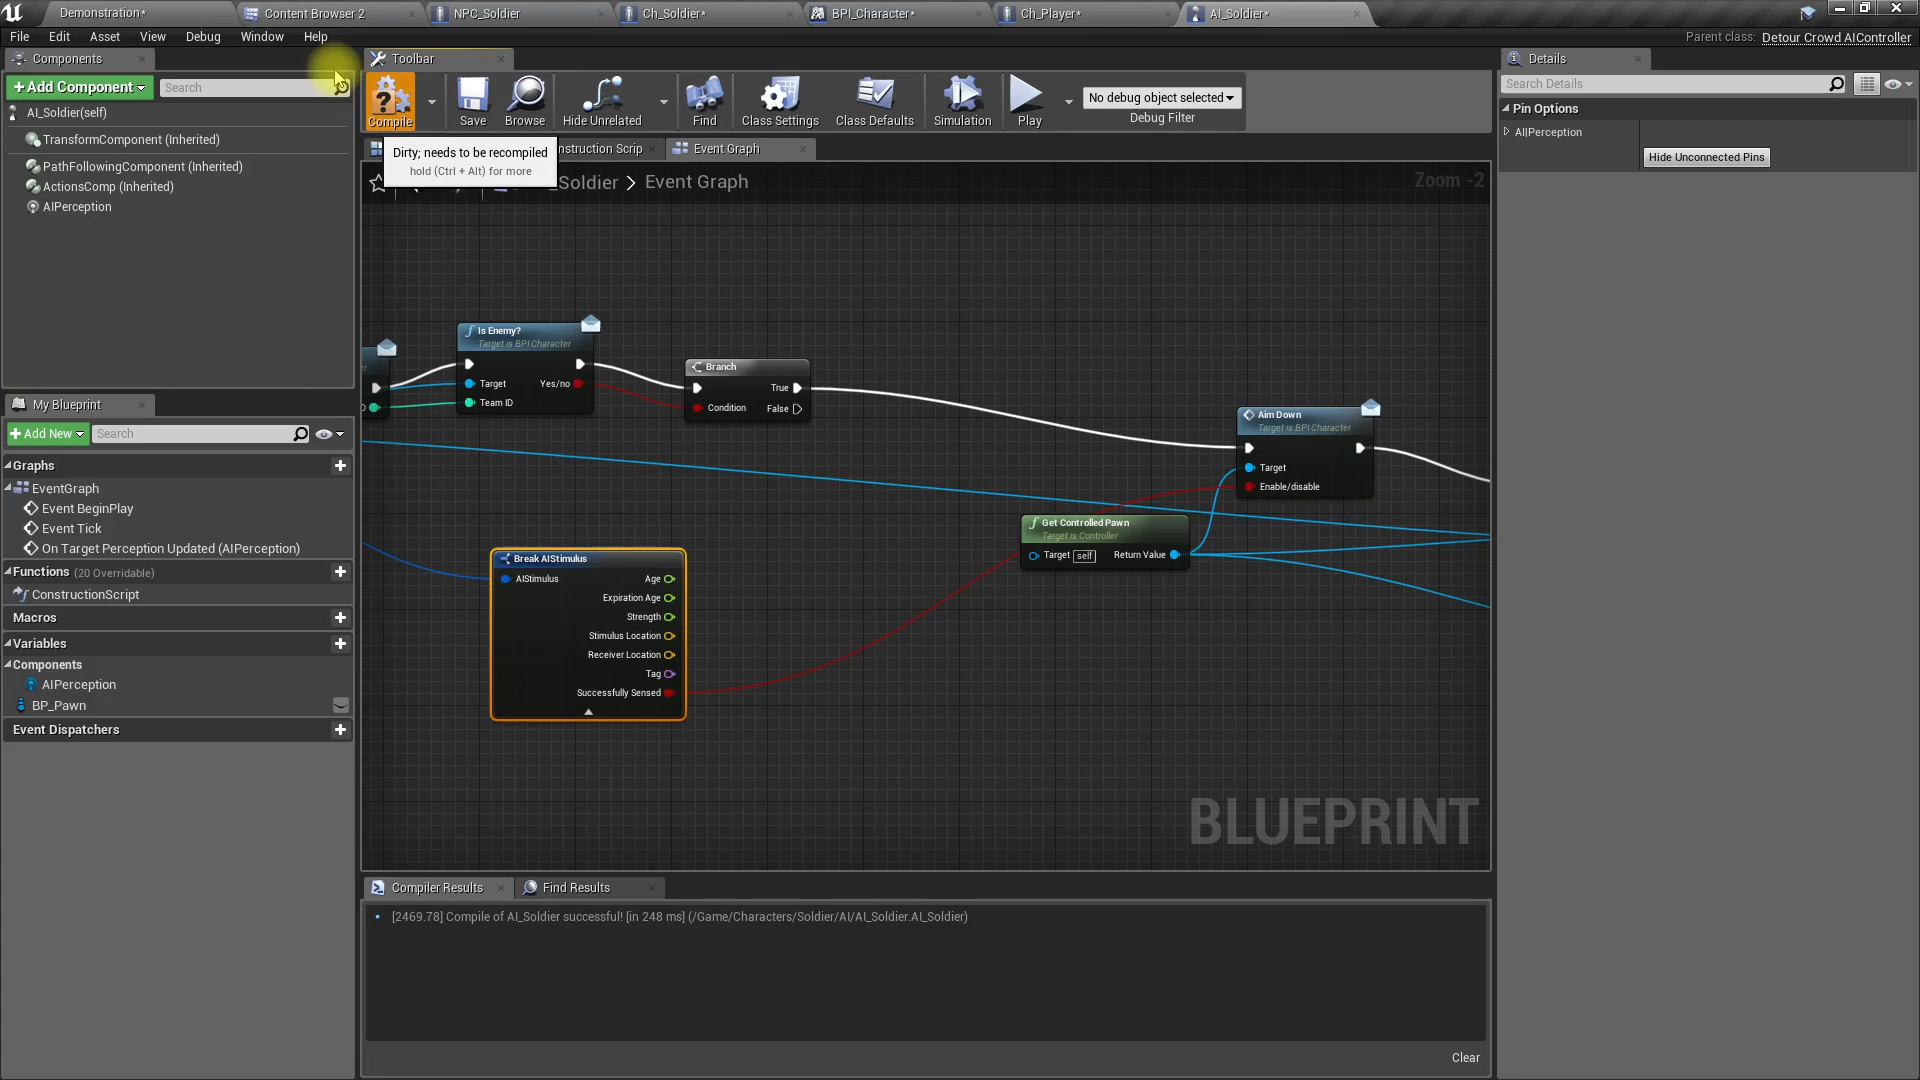 Demonstration*
Content Browser 2
NPC_Soldier
Ch_Soldier*
BPI_Character*
Ch_Player*
AI_Soldier*
File Edit Asset View Debug Window Help
Parent class: Detour Crowd AIController
Components
+Add Component
Search
AI_Soldier(self)
TransformComponent (Inherited)
PathFollowingComponent (Inherited)
ActionsComp (Inherited)
AIPerception
My Blueprint
+Add New
Search
Graphs
EventGraph
Event BeginPlay
Event Tick
On Target Perception Updated (AIPerception)
Functions (20 Overridable)
ConstructionScript
Macros
Variables
Components
AIPerception
BP_Pawn
Event Dispatchers
Toolbar
Compile
Save
Browse
Hide Unrelated
Find
Class Settings
Class Defaults
Simulation
Play
No debug object selected
Debug Filter
Dirty; needs to be recompiled
hold (Ctrl + Alt) for more
nstruction Scrip
Event Graph
_Soldier > Event Graph
Zoom -2
Is Enemy?
Target is BPI Character
Target
Yes/no
Team ID
Branch
True
Condition
False
Aim Down
Target is BPI Character
Target
Enable/disable
Get Controlled Pawn
Target is Controller
Target self
Return Value
Break AIStimulus
AIStimulus
Age
Expiration Age
Strength
Stimulus Location
Receiver Location
Tag
Successfully Sensed
BLUEPRINT
Compiler Results
Find Results
[2469.78] Compile of AI_Soldier successful! [in 248 ms] (/Game/Characters/Soldier/AI/AI_Soldier.AI_Soldier)
Clear
Details
Search Details
Pin Options
AIPerception
Hide Unconnected Pins